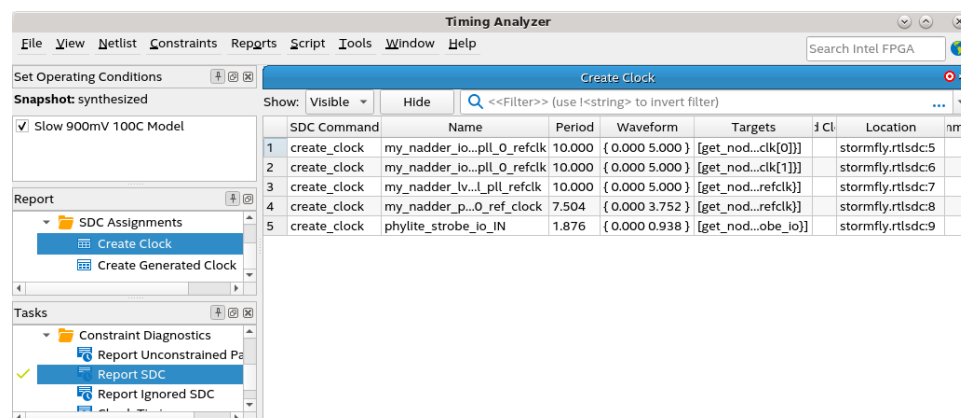 Timing Analyzer
File View Netlist Constraints Reports Script Tools Window Help
Search Intel FPGA
Set Operating Conditions
Snapshot: synthesized
Slow 900mV 100C Model
Report
SDC Assignments
Create Clock
Create Generated Clock
Tasks
Constraint Diagnostics
Report Unconstrained Pa
Report SDC
Report Ignored SDC
Create Clock
Show: Visible Hide <<Filter>> (use !<string> to invert filter) ...
SDC Command Name Period Waveform Targets d Cl Location nm
1 create_clock my_nadder_io...pll_0_refclk 10.000 { 0.000 5.000 } [get_nod...clk[0]}] stormfly.rtlsdc:5
2 create_clock my_nadder_io...pll_0_refclk 10.000 { 0.000 5.000 } [get_nod...clk[1]}] stormfly.rtlsdc:6
3 create_clock my_nadder_lv...l_pll_refclk 10.000 { 0.000 5.000 } [get_nod...refclk}] stormfly.rtlsdc:7
4 create_clock my_nadder_p...0_ref_clock 7.504 { 0.000 3.752 } [get_nod...refclk}] stormfly.rtlsdc:8
5 create_clock phylite_strobe_io_IN 1.876 { 0.000 0.938 } [get_nod...obe_io}] stormfly.rtlsdc:9